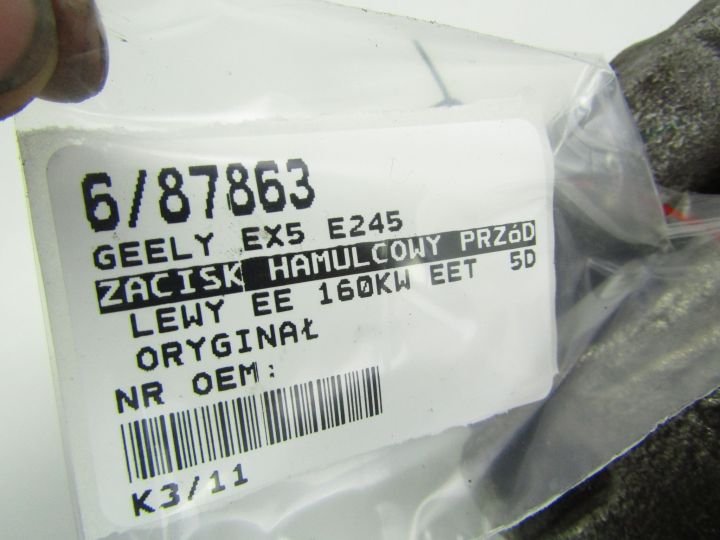 6/87863
GEELY EX5 E245
ZACISK HAMULCOWY PRZóD
LEWY EE 160KW EET 5D
ORYGINAŁ
NR OEM:
K3/11